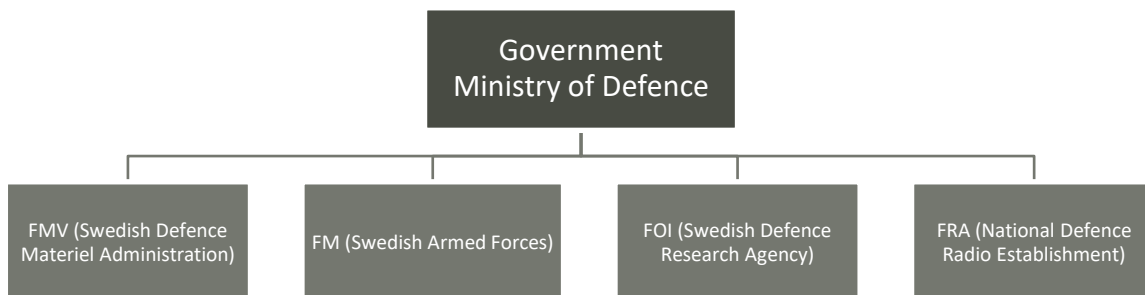 Government
Ministry of Defence
FMV (Swedish Defence
Materiel Administration)
FM (Swedish Armed Forces)
FOI (Swedish Defence
Research Agency)
FRA (National Defence
Radio Establishment)